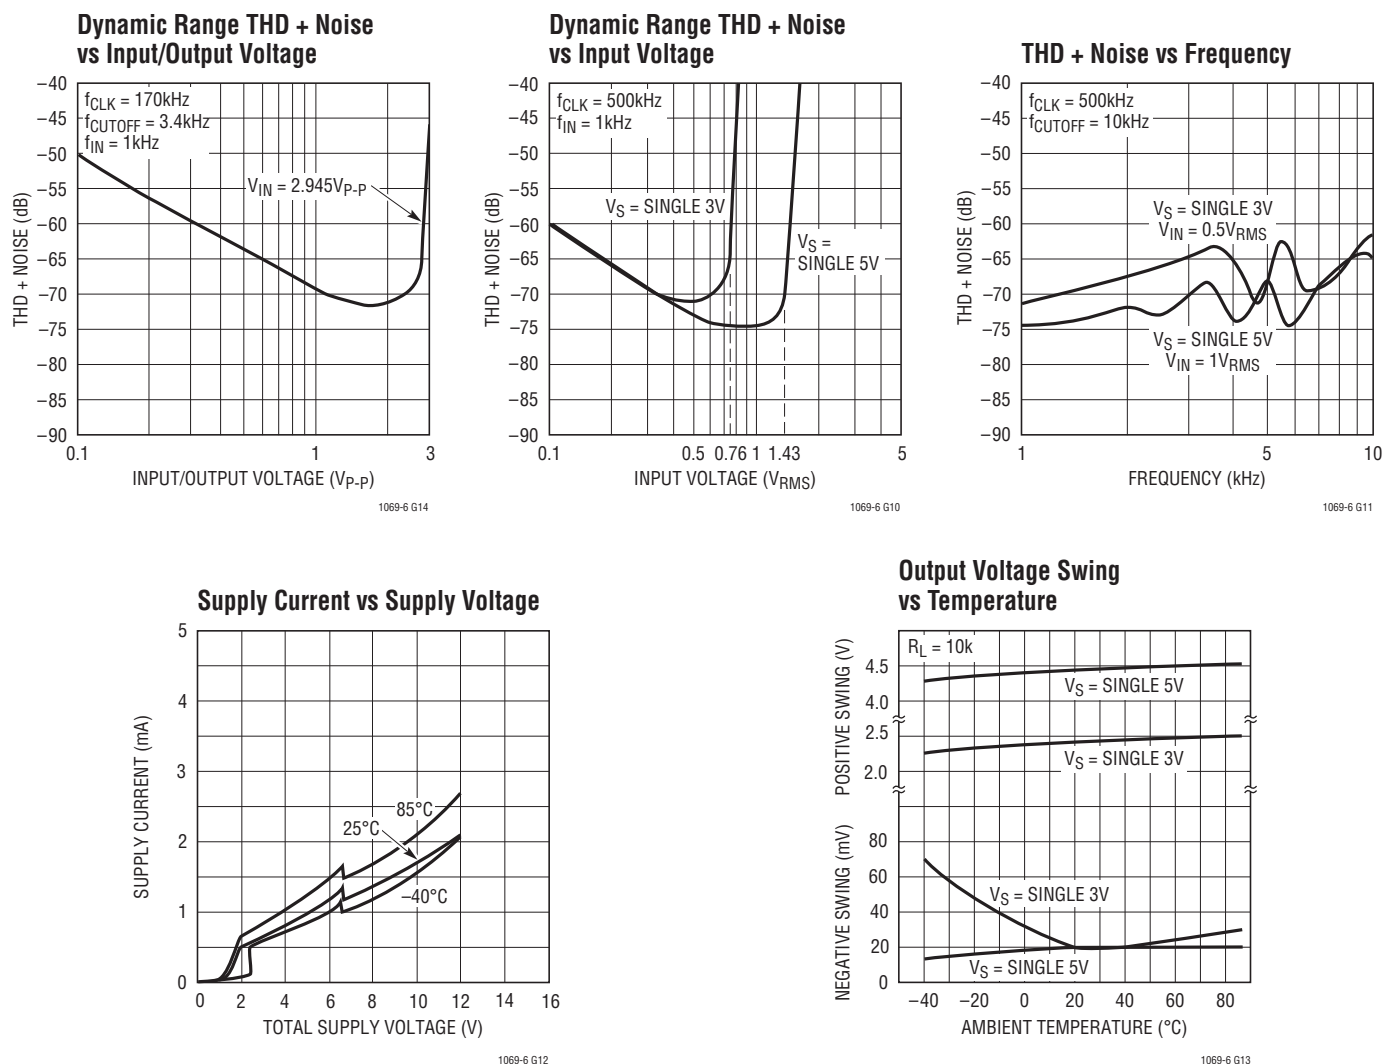 Dynamic Range THD + Noise
vs Input/Output Voltage
–40
–45
–50
–55
–60
–65
–70
–75
–80
–85
–90
THD + NOISE (dB)
fCLK = 170kHz
fCUTOFF = 3.4kHz
fIN = 1kHz
VIN = 2.945VP-P
0.1
1
3
INPUT/OUTPUT VOLTAGE (VP-P)
1069-6 G14
Dynamic Range THD + Noise
vs Input Voltage
–40
–45
–50
–55
–60
–65
–70
–75
–80
–85
–90
THD + NOISE (dB)
fCLK = 500kHz
fIN = 1kHz
VS = SINGLE 3V
VS =
SINGLE 5V
0.1
0.5
0.76
1
1.43
5
INPUT VOLTAGE (VRMS)
1069-6 G10
THD + Noise vs Frequency
–40
–45
–50
–55
–60
–65
–70
–75
–80
–85
–90
THD + NOISE (dB)
fCLK = 500kHz
fCUTOFF = 10kHz
VS = SINGLE 3V
VIN = 0.5VRMS
VS = SINGLE 5V
VIN = 1VRMS
1
5
10
FREQUENCY (kHz)
1069-6 G11
Supply Current vs Supply Voltage
5
4
3
2
1
0
SUPPLY CURRENT (mA)
85°C
25°C
–40°C
0
2
4
6
8
10
12
14
16
TOTAL SUPPLY VOLTAGE (V)
1069-6 G12
Output Voltage Swing
vs Temperature
POSITIVE SWING (V)
4.5
4.0
2.5
2.0
NEGATIVE SWING (mV)
80
60
40
20
0
RL = 10k
VS = SINGLE 5V
VS = SINGLE 3V
VS = SINGLE 3V
VS = SINGLE 5V
–40
–20
0
20
40
60
80
AMBIENT TEMPERATURE (°C)
1069-6 G13